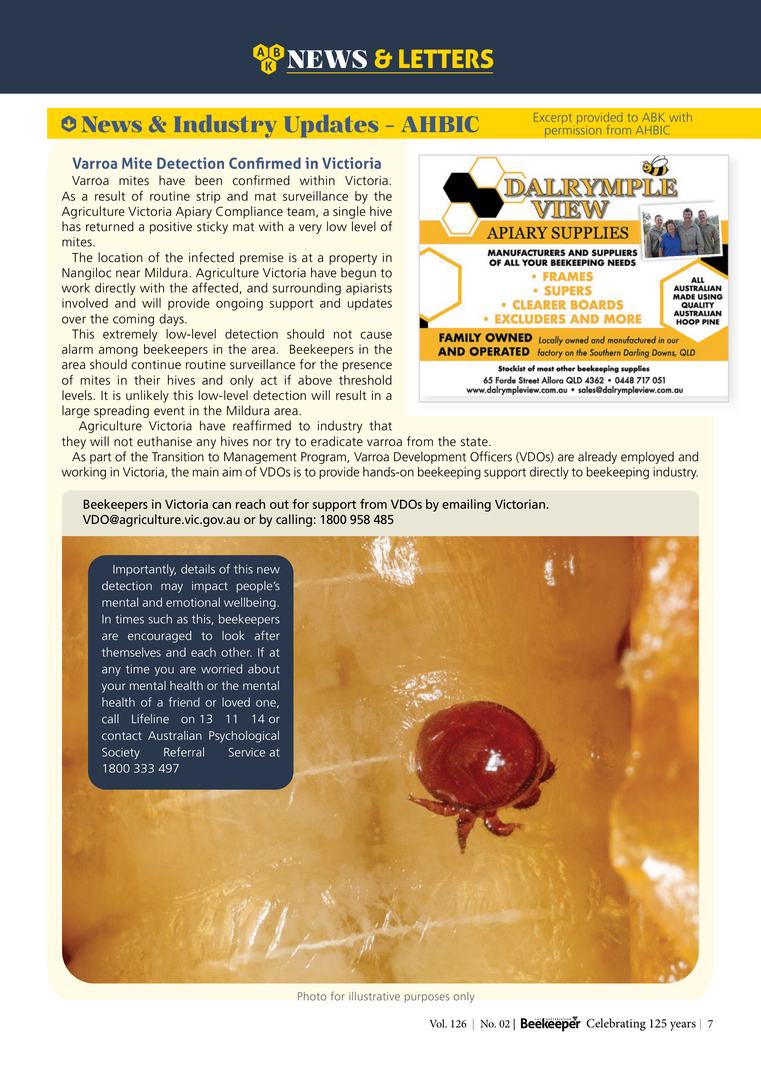 A B K NEWS & LETTERS
News & Industry Updates - AHBIC
Excerpt provided to ABK with
permission from AHBIC
Varroa Mite Detection Confirmed in Victioria
Varroa mites have been confirmed within Victoria.
As a result of routine strip and mat surveillance by the
Agriculture Victoria Apiary Compliance team, a single hive
has returned a positive sticky mat with a very low level of
mites.
The location of the infected premise is at a property in
Nangiloc near Mildura. Agriculture Victoria have begun to
work directly with the affected, and surrounding apiarists
involved and will provide ongoing support and updates
over the coming days.
This extremely low-level detection should not cause
alarm among beekeepers in the area. Beekeepers in the
area should continue routine surveillance for the presence
of mites in their hives and only act if above threshold
levels. It is unlikely this low-level detection will result in a
large spreading event in the Mildura area.
Agriculture Victoria have reaffirmed to industry that
they will not euthanise any hives nor try to eradicate varroa from the state.
As part of the Transition to Management Program, Varroa Development Officers (VDOs) are already employed and
working in Victoria, the main aim of VDOs is to provide hands-on beekeeping support directly to beekeeping industry.
DALRYMPLE
VIEW
APIARY SUPPLIES
MANUFACTURERS AND SUPPLIERS
OF ALL YOUR BEEKEEPING NEEDS
• FRAMES
• SUPERS
• CLEARER BOARDS
• EXCLUDERS AND MORE
ALL
AUSTRALIAN
MADE USING
QUALITY
AUSTRALIAN
HOOP PINE
FAMILY OWNED
AND OPERATED
Locally owned and manufactured in our
factory on the Southern Darling Downs, QLD
Stockist of most other beekeeping supplies
65 Forde Street Allora QLD 4362 • 0448 717 051
www.dalrympleview.com.au • sales@dalrympleview.com.au
Beekeepers in Victoria can reach out for support from VDOs by emailing Victorian.
VDO@agriculture.vic.gov.au or by calling: 1800 958 485
Importantly, details of this new
detection may impact people's
mental and emotional wellbeing.
In times such as this, beekeepers
are encouraged to look after
themselves and each other. If at
any time you are worried about
your mental health or the mental
health of a friend or loved one,
call Lifeline on 13 11 14 or
contact Australian Psychological
Society Referral Service at
1800 333 497
Photo for illustrative purposes only
Vol. 126 | No. 02 | Beekeeper Celebrating 125 years | 7